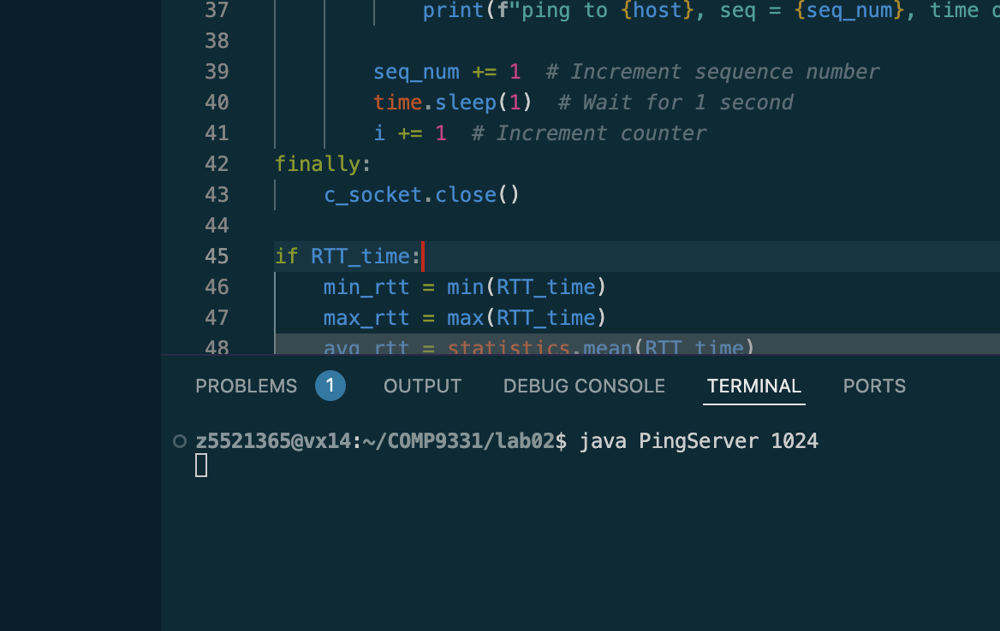 37 print(f"ping to {host}, seq = {seq_num}, time
38
39 seq_num += 1 # Increment sequence number
40 time.sleep(1) # Wait for 1 second
41 i += 1 # Increment counter
42 finally:
43 c_socket.close()
44
45 if RTT_time:
46 min_rtt = min(RTT_time)
47 max_rtt = max(RTT_time)
48 avg_rtt = statistics.mean(RTT_time)
PROBLEMS 1 OUTPUT DEBUG CONSOLE TERMINAL PORTS
z5521365@vx14:~/COMP9331/lab02$ java PingServer 1024